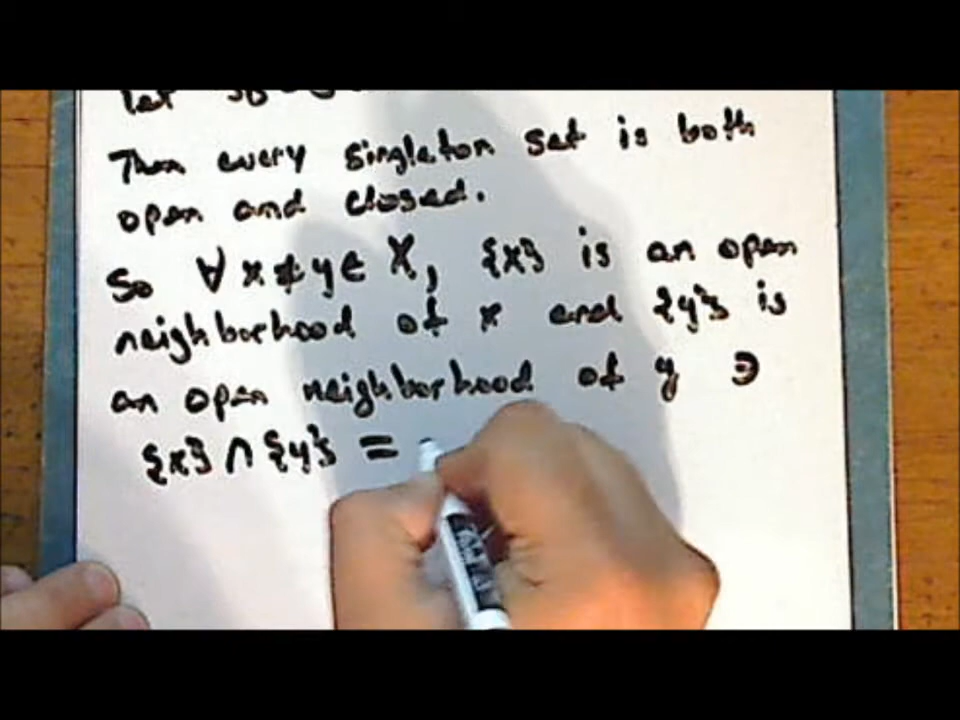 let
Then every singleton set is both
open and closed.
So ∀ x ≠ y ∈ X, {x} is an open
neighborhood of x and {y} is
an open neighborhood of y ∋
{x} ∩ {y} =